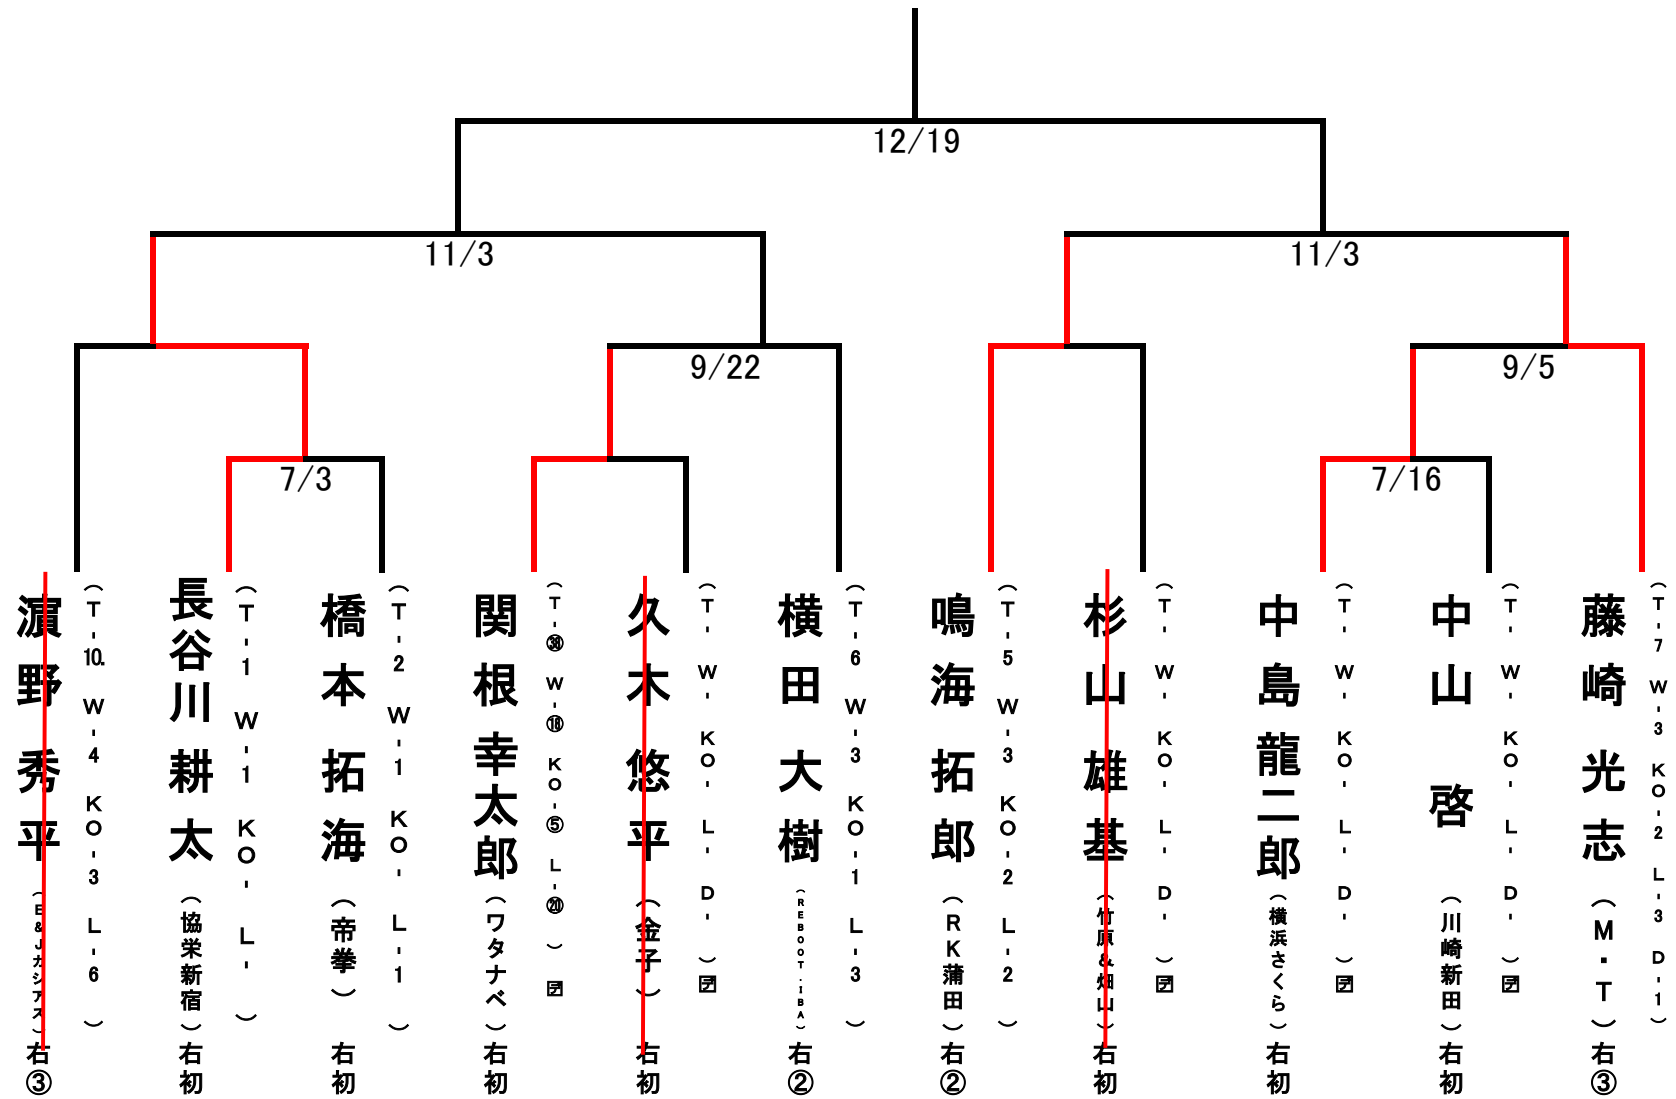 12/19
11/3
11/3
9/22
9/5
7/3
7/16
濵野 秀平 (E&Jカシアス) 右③
(T-10. W-4 KO-3 L-6 )
長谷川 耕太 (協栄新宿) 右初
(T-1 W-1 KO- L- )
橋本 拓海 (帝拳) 右初
(T-2 W-1 KO- L-1 )
関根 幸太郎 (ワタナベ) 右初
(T-㊳ W-⑱ KO-⑤ L-⑳ )
久木 悠平 (金子) 右初
(T- W- KO- L- D- )
横田 大樹 (REBOOT.IBA) 右②
(T-6 W-3 KO-1 L-3 )
鳴海 拓郎 (RK蒲田) 右②
(T-5 W-3 KO-2 L-2 )
杉山 雄基 (竹原&畑山) 右初
(T- W- KO- L- D- )
中島 龍二郎 (横浜さくら) 右初
(T- W- KO- L- D- )
中山 啓 (川崎新田) 右初
(T- W- KO- L- D- )
藤崎 光志 (M・T) 右③
(T-7 W-3 KO-2 L-3 D-1 )